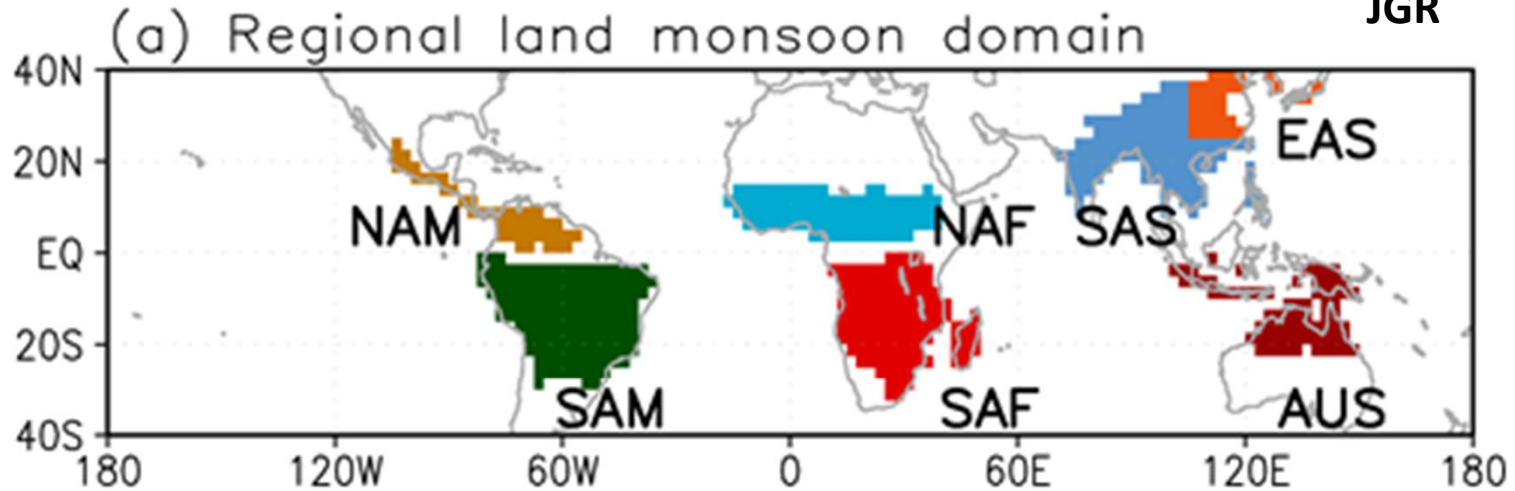 JGR
(a) Regional land monsoon domain
40N
20N
EQ
20S
40S
NAM
SAM
NAF
SAF
SAS
EAS
AUS
180 120W 60W 0 60E 120E 180